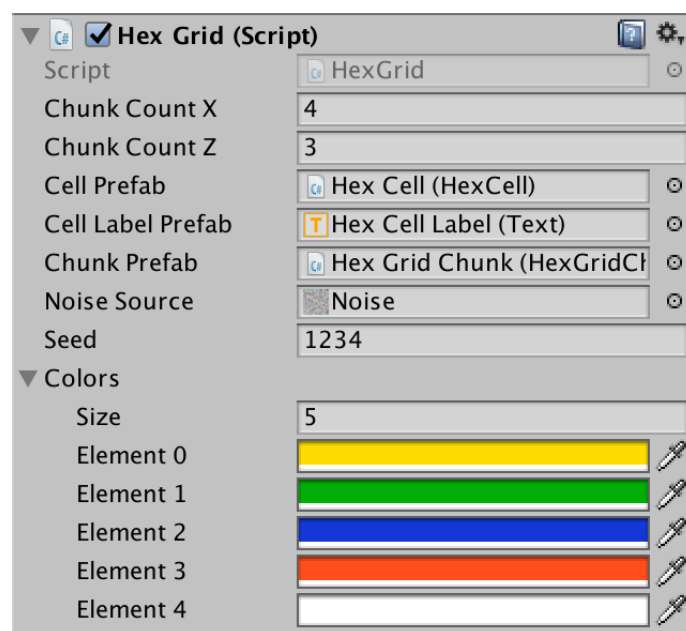 Hex Grid (Script)
Script HexGrid
Chunk Count X 4
Chunk Count Z 3
Cell Prefab Hex Cell (HexCell)
Cell Label Prefab Hex Cell Label (Text)
Chunk Prefab Hex Grid Chunk (HexGridCh
Noise Source Noise
Seed 1234
Colors
Size 5
Element 0
Element 1
Element 2
Element 3
Element 4